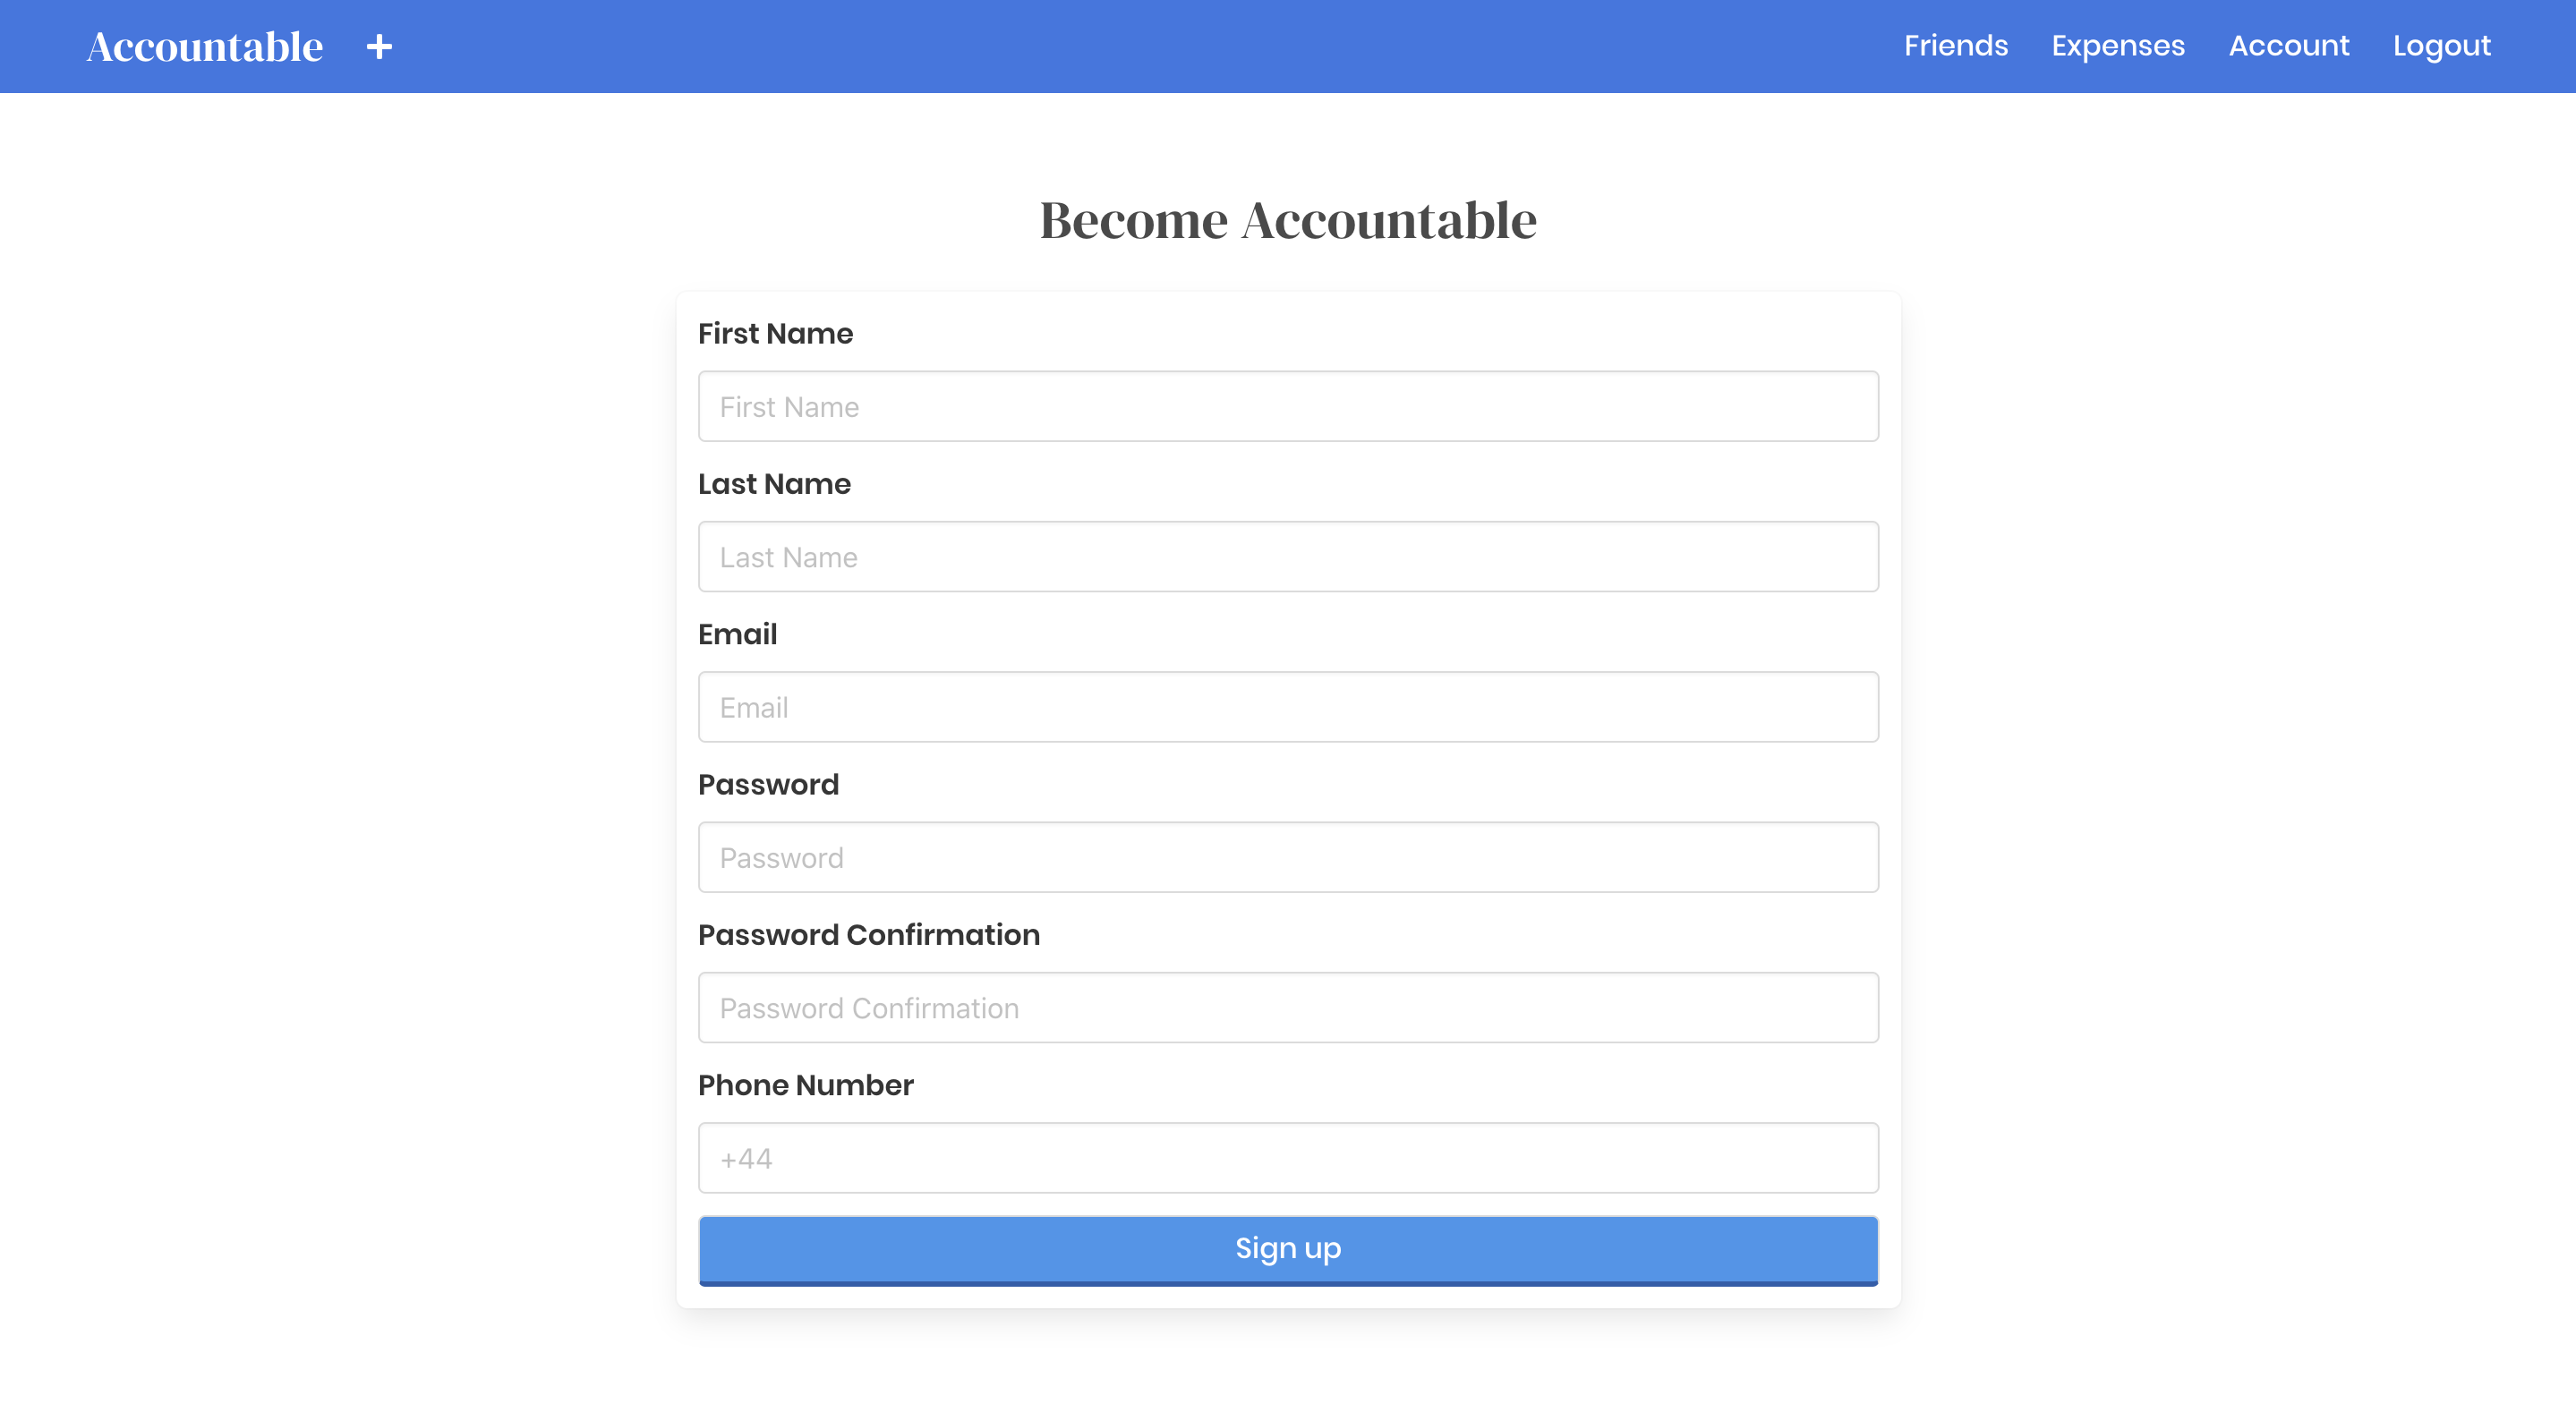 Accountable + Friends Expenses Account Logout
Become Accountable
First Name
First Name
Last Name
Last Name
Email
Email
Password
Password
Password Confirmation
Password Confirmation
Phone Number
+44
Sign up